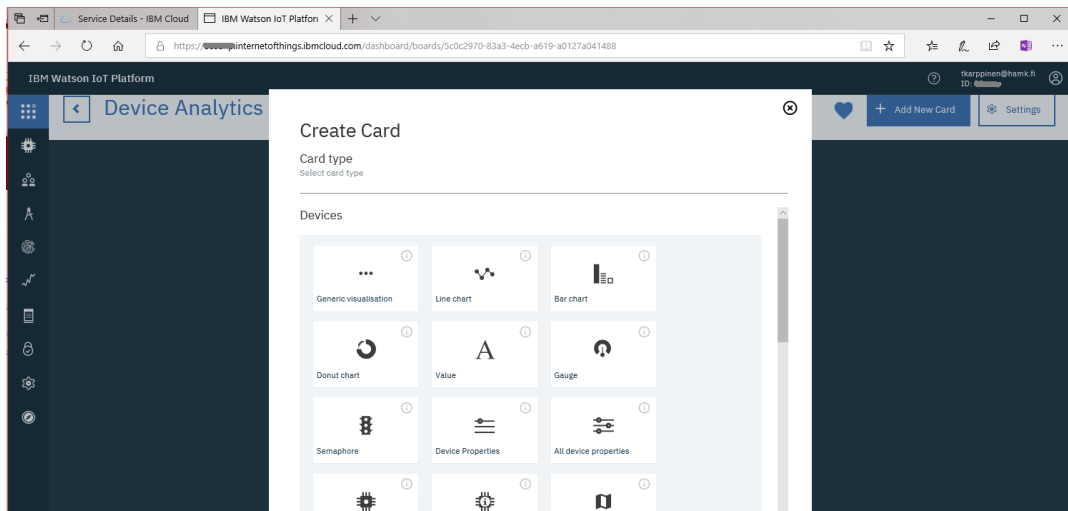 Service Details - IBM Cloud
IBM Watson IoT Platform
https://internetofthings.ibmcloud.com/dashboard/boards/5c0c2970-83a3-4ecb-a619-a0127a041488
IBM Watson IoT Platform
tkarppinen@hamk.fi
ID:
Device Analytics
+ Add New Card
Settings
Create Card
Card type
Select card type
Devices
Generic visualisation
Line chart
Bar chart
Donut chart
A
Value
Gauge
Semaphore
Device Properties
All device properties